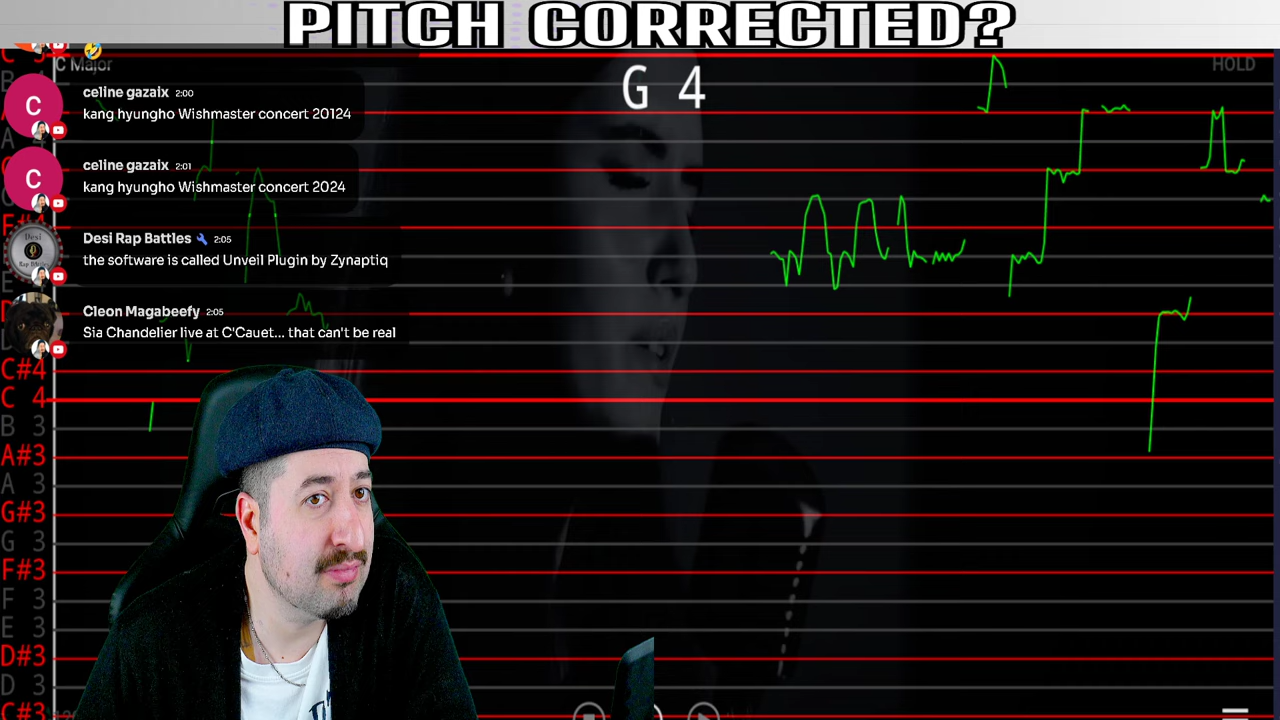 PITCH CORRECTED?
C Major
HOLD
G 4
celine gazaix 2:00
kang hyungho Wishmaster concert 20124
celine gazaix 2:01
kang hyungho Wishmaster concert 2024
Desi Rap Battles 2:05
the software is called Unveil Plugin by Zynaptiq
Cleon Magabeefy 2:05
Sia Chandelier live at C'Cauet... that can't be real
C#4
C 4
B 3
A#3
A 3
G#3
G 3
F#3
F 3
E 3
D#3
D 3
C#3